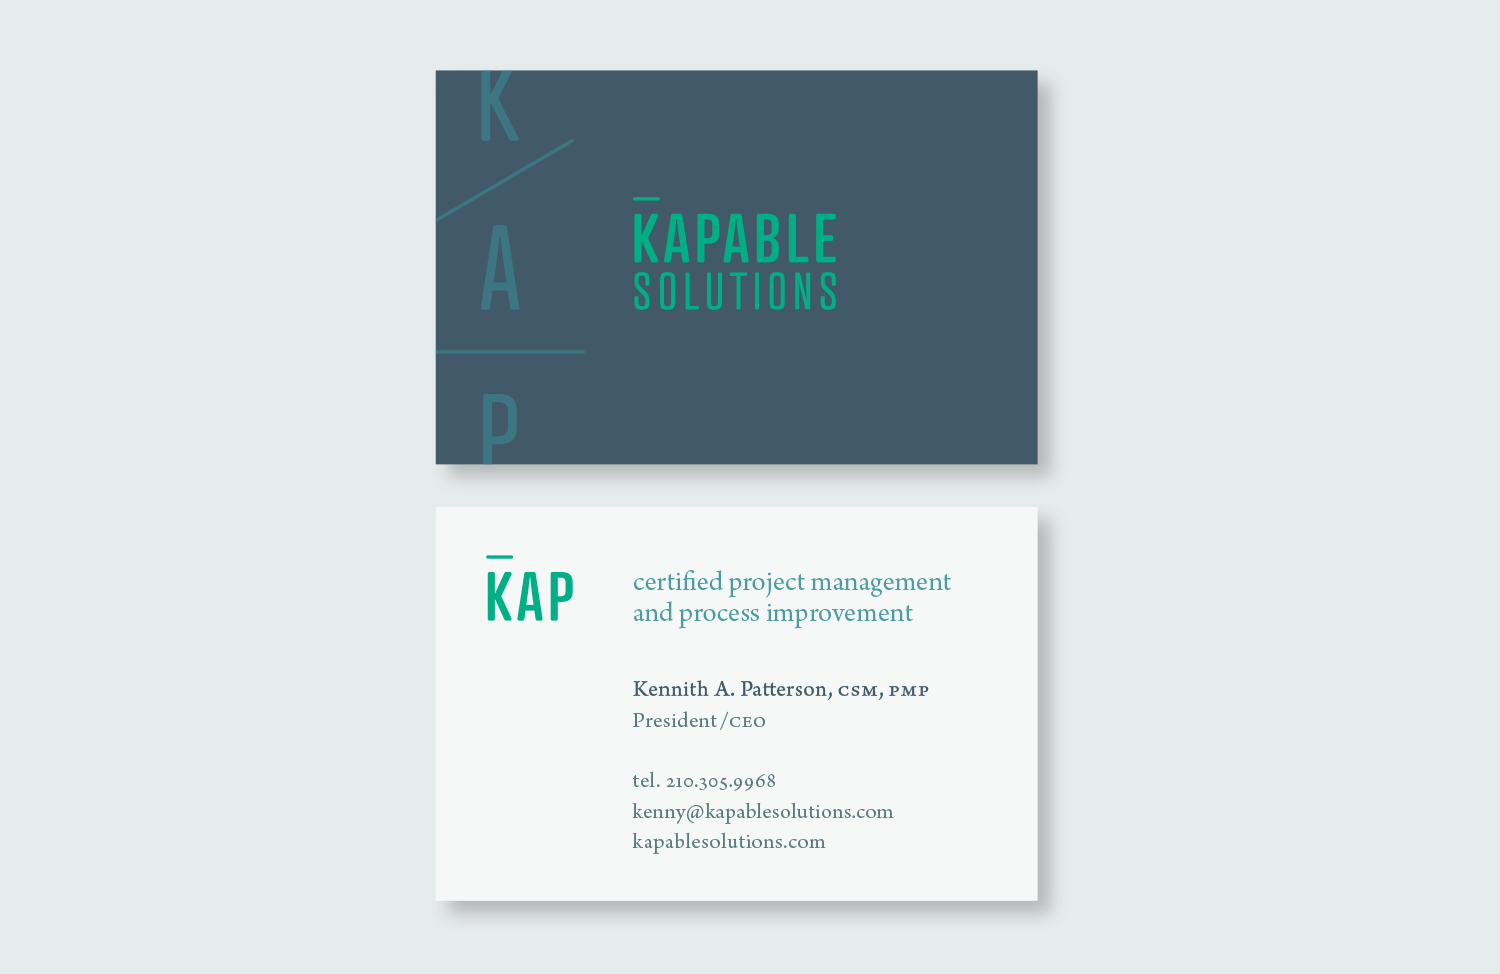 K
A
P
KAPABLE
SOLUTIONS
KAP
certified project management
and process improvement
Kennith A. Patterson, CSM, PMP
President/CEO
tel. 210.305.9968
kenny@kapablesolutions.com
kapablesolutions.com